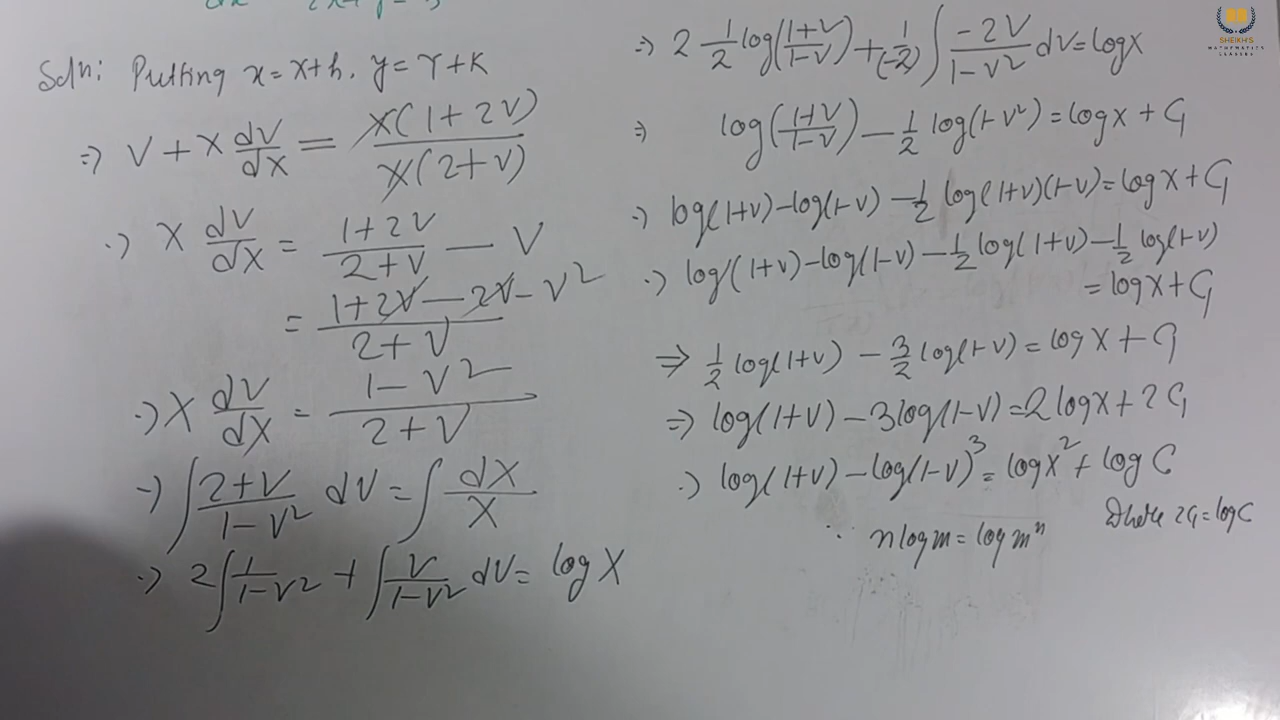 Soln: Putting x = X+h, y = Y+K
⇒ V + X dV/dX = X(1+2V)/X(2+V)
⇒ X dV/dX = (1+2V)/(2+V) − V
= (1+2V−2V−V²)/(2+V)
⇒ X dV/dX = (1−V²)/(2+V)
⇒ ∫ (2+V)/(1−V²) dV = ∫ dX/X
⇒ 2∫ 1/(1−V²) + ∫ V/(1−V²) dV = log X
⇒ 2 1/2 log((1+V)/(1−V)) + 1/(−2) ∫ −2V/(1−V²) dV = log X
⇒ log((1+V)/(1−V)) − 1/2 log(1−V²) = log X + C₁
⇒ log(1+V) − log(1−V) − 1/2 log(1+V)(1−V) = log X + C₁
⇒ log(1+V) − log(1−V) − 1/2 log(1+V) − 1/2 log(1−V)
= log X + C₁
⇒ 1/2 log(1+V) − 3/2 log(1−V) = log X + C₁
⇒ log(1+V) − 3 log(1−V) = 2 log X + 2C₁
⇒ log(1+V) − log(1−V)³ = log X² + log C
Where 2C₁ = log C
∵ n log m = log mⁿ
SHEIKH'S
MATHEMATICS
LEADERS